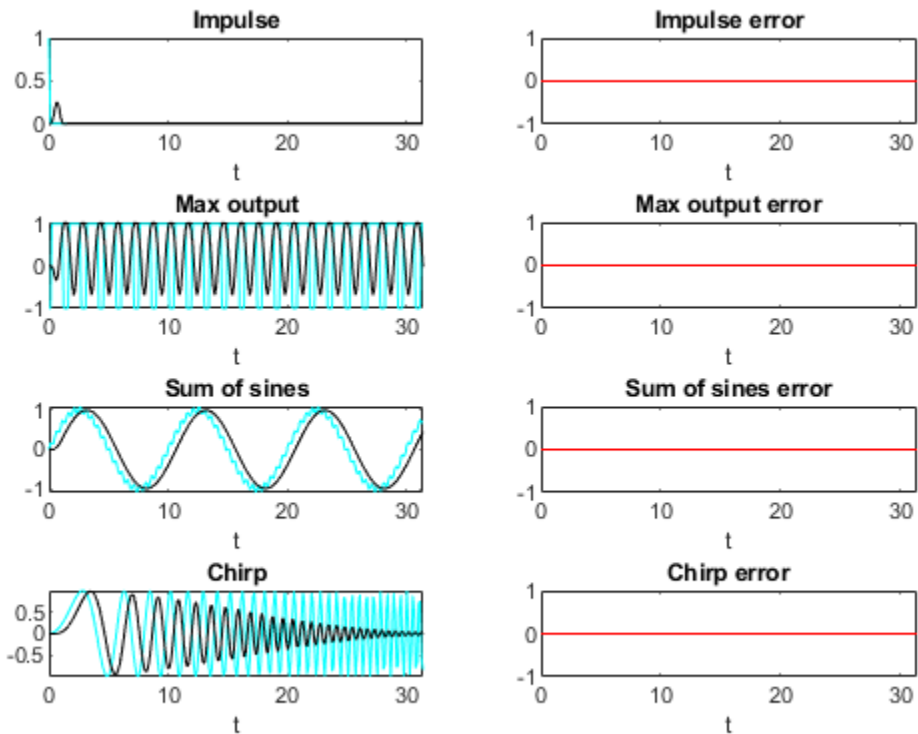 Impulse
1
0.5
0
0 10 20 30
t
Impulse error
1
0
-1
0 10 20 30
t
Max output
1
0
-1
0 10 20 30
t
Max output error
1
0
-1
0 10 20 30
t
Sum of sines
1
0
-1
0 10 20 30
t
Sum of sines error
1
0
-1
0 10 20 30
t
Chirp
0.5
0
-0.5
0 10 20 30
t
Chirp error
1
0
-1
0 10 20 30
t